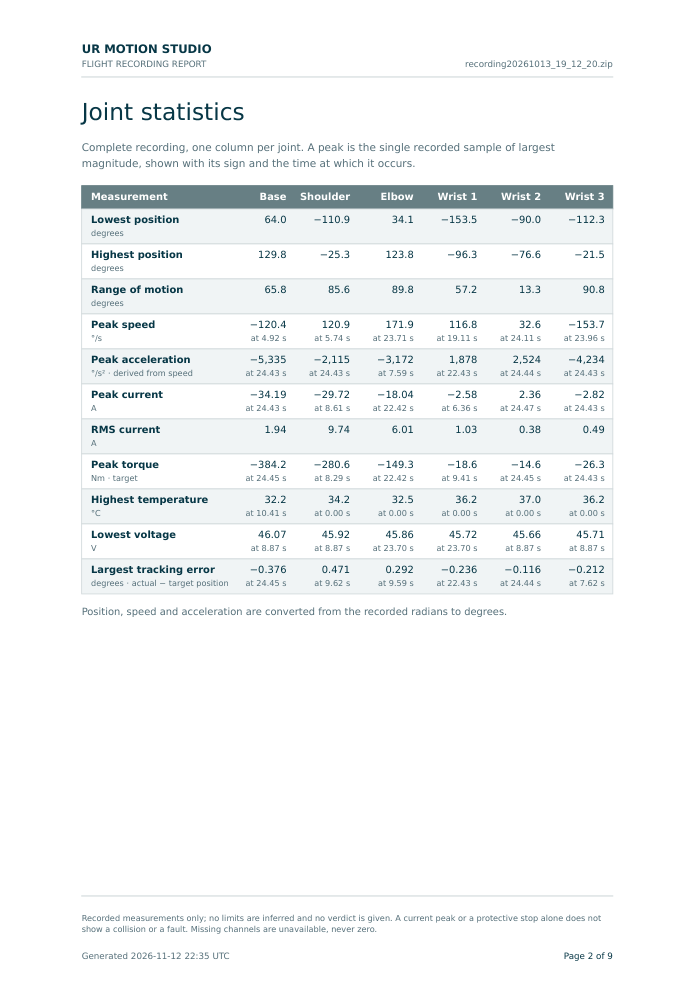 UR MOTION STUDIO
FLIGHT RECORDING REPORT recording20261013_19_12_20.zip
Joint statistics
Complete recording, one column per joint. A peak is the single recorded sample of largest
magnitude, shown with its sign and the time at which it occurs.
Measurement Base Shoulder Elbow Wrist 1 Wrist 2 Wrist 3
Lowest position 64.0 −110.9 34.1 −153.5 −90.0 −112.3
degrees
Highest position 129.8 −25.3 123.8 −96.3 −76.6 −21.5
degrees
Range of motion 65.8 85.6 89.8 57.2 13.3 90.8
degrees
Peak speed −120.4 120.9 171.9 116.8 32.6 −153.7
°/s at 4.92 s at 5.74 s at 23.71 s at 19.11 s at 24.11 s at 23.96 s
Peak acceleration −5,335 −2,115 −3,172 1,878 2,524 −4,234
°/s² · derived from speed at 24.43 s at 24.43 s at 7.59 s at 22.43 s at 24.44 s at 24.43 s
Peak current −34.19 −29.72 −18.04 −2.58 2.36 −2.82
A at 24.43 s at 8.61 s at 22.42 s at 6.36 s at 24.47 s at 24.43 s
RMS current 1.94 9.74 6.01 1.03 0.38 0.49
A
Peak torque −384.2 −280.6 −149.3 −18.6 −14.6 −26.3
Nm · target at 24.45 s at 8.29 s at 22.42 s at 9.41 s at 24.45 s at 24.43 s
Highest temperature 32.2 34.2 32.5 36.2 37.0 36.2
°C at 10.41 s at 0.00 s at 0.00 s at 0.00 s at 0.00 s at 0.00 s
Lowest voltage 46.07 45.92 45.86 45.72 45.66 45.71
V at 8.87 s at 8.87 s at 23.70 s at 23.70 s at 8.87 s at 8.87 s
Largest tracking error −0.376 0.471 0.292 −0.236 −0.116 −0.212
degrees · actual − target position at 24.45 s at 9.62 s at 9.59 s at 22.43 s at 24.44 s at 7.62 s
Position, speed and acceleration are converted from the recorded radians to degrees.
Recorded measurements only; no limits are inferred and no verdict is given. A current peak or a protective stop alone does not
show a collision or a fault. Missing channels are unavailable, never zero.
Generated 2026-11-12 22:35 UTC Page 2 of 9